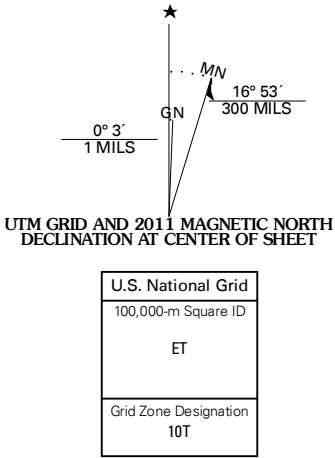 ★
MN
16° 53´
300 MILS
GN
0° 3´
1 MILS
UTM GRID AND 2011 MAGNETIC NORTH
DECLINATION AT CENTER OF SHEET
U.S. National Grid
100,000-m Square ID
ET
Grid Zone Designation
10T